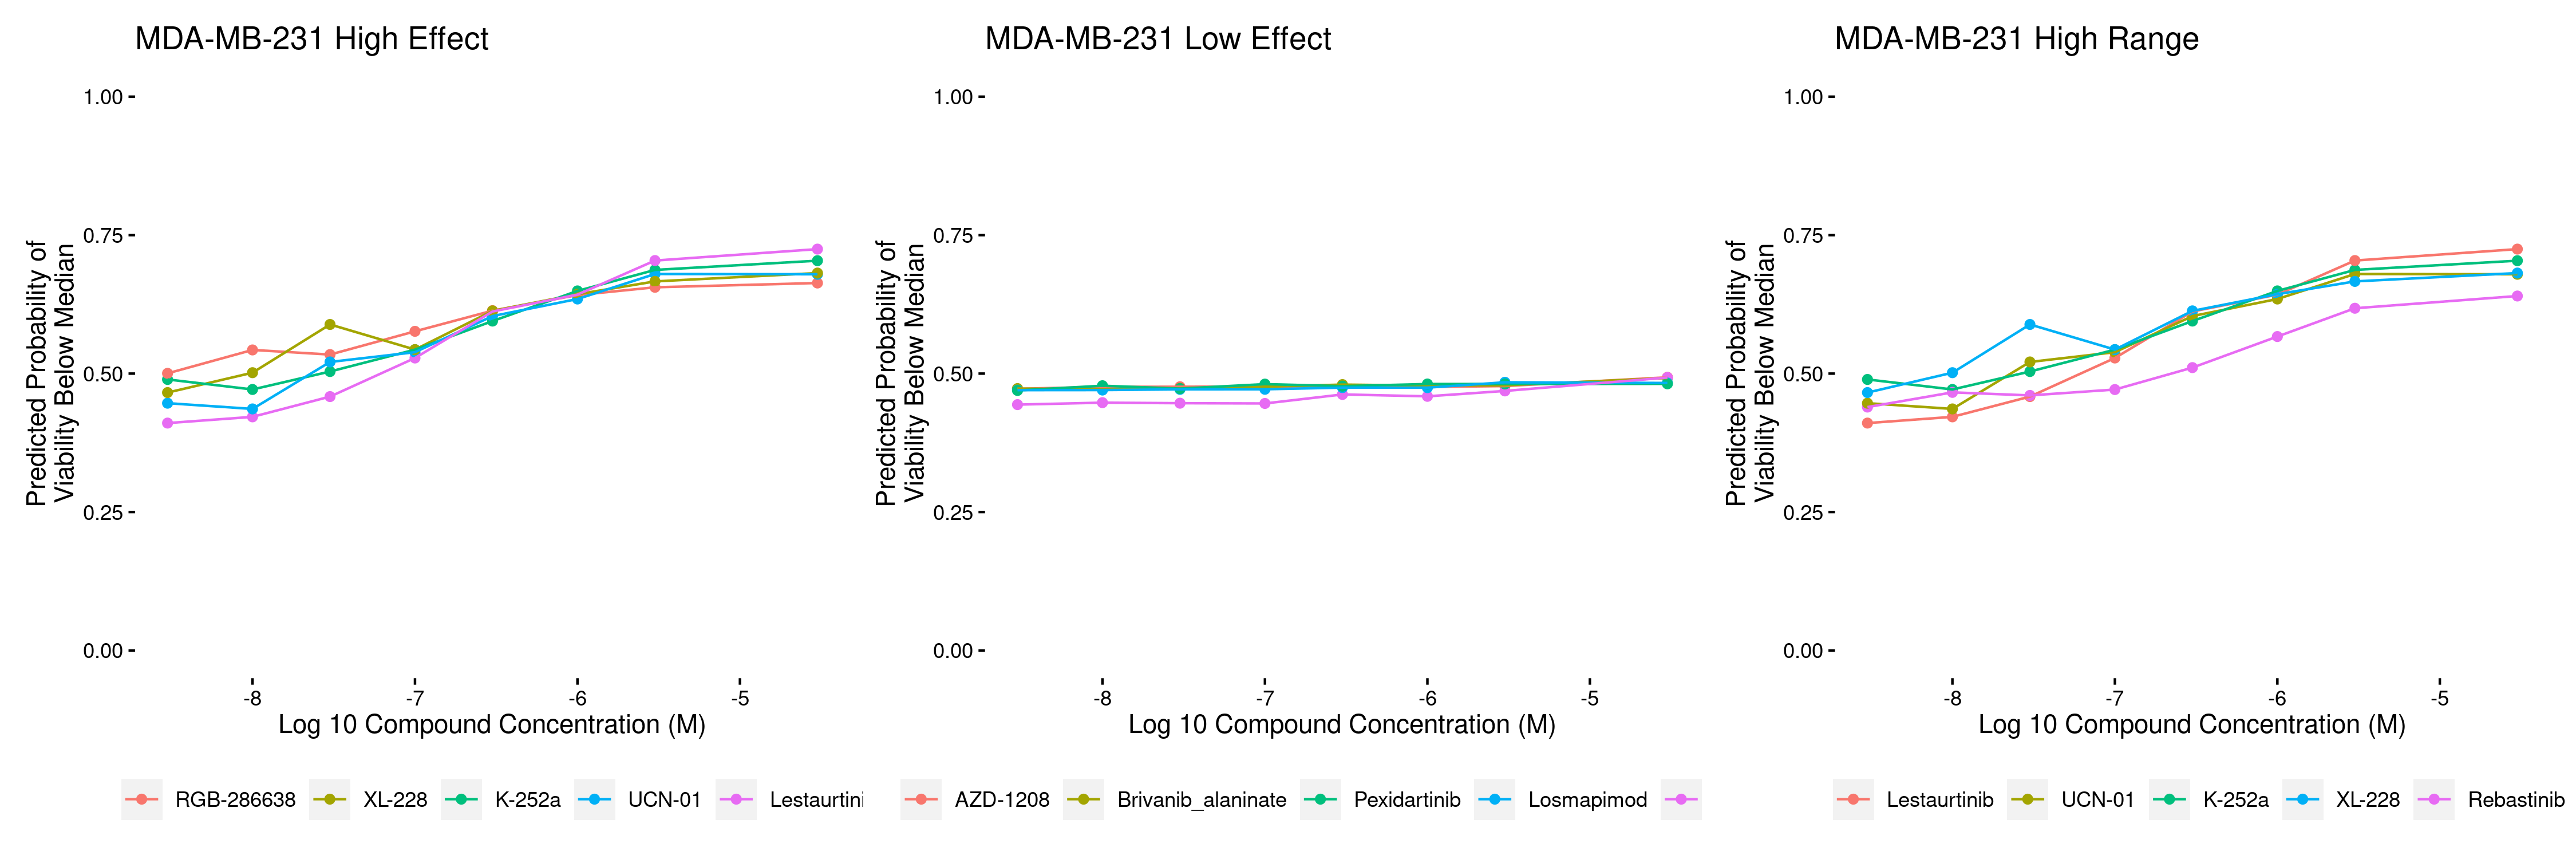 MDA-MB-231 High Effect
1.00
0.75
0.50
0.25
0.00
Predicted Probability of
Viability Below Median
-8 -7 -6 -5
Log 10 Compound Concentration (M)
RGB-286638 XL-228 K-252a UCN-01 Lestaurtini
MDA-MB-231 Low Effect
1.00
0.75
0.50
0.25
0.00
Predicted Probability of
Viability Below Median
-8 -7 -6 -5
Log 10 Compound Concentration (M)
AZD-1208 Brivanib_alaninate Pexidartinib Losmapimod
MDA-MB-231 High Range
1.00
0.75
0.50
0.25
0.00
Predicted Probability of
Viability Below Median
-8 -7 -6 -5
Log 10 Compound Concentration (M)
Lestaurtinib UCN-01 K-252a XL-228 Rebastinib